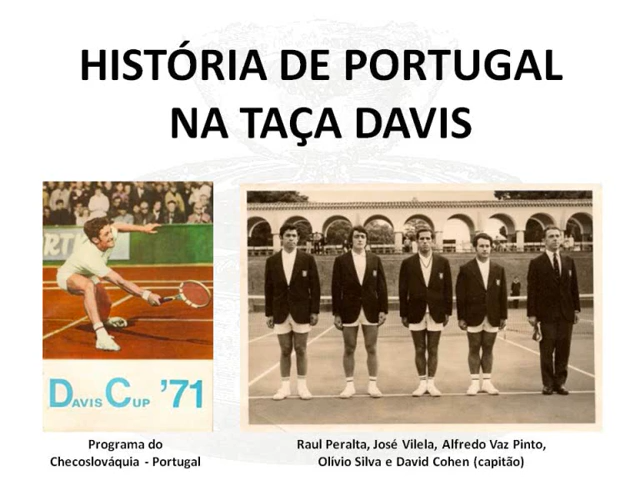 HISTÓRIA DE PORTUGAL
NA TAÇA DAVIS
DAVIS CUP '71
Programa do
Checoslováquia - Portugal
Raul Peralta, José Vilela, Alfredo Vaz Pinto,
Olívio Silva e David Cohen (capitão)